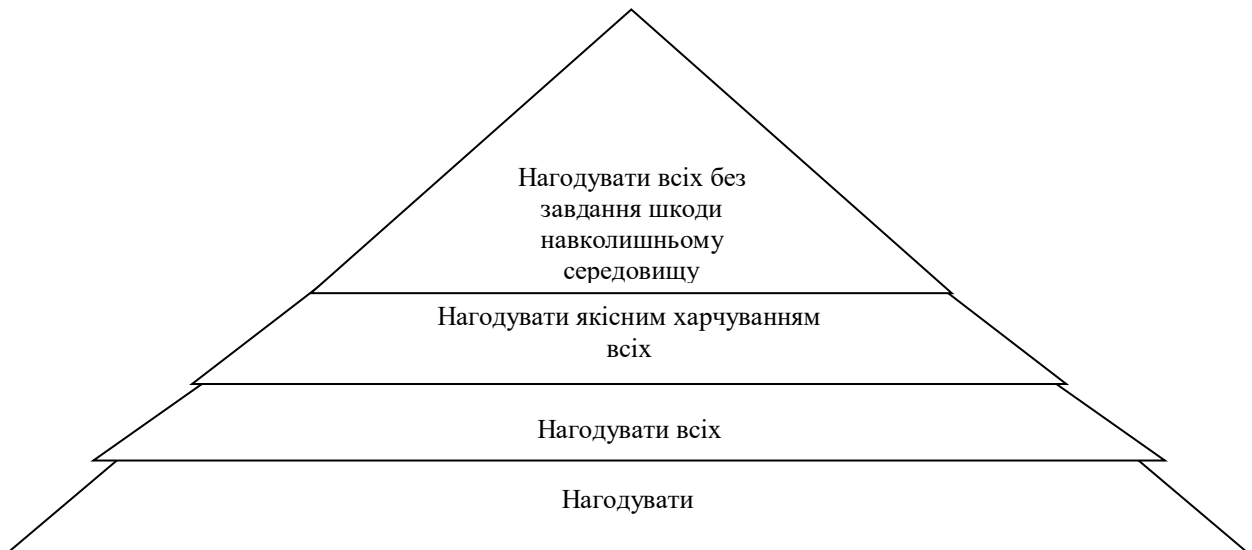 Нагодувати всіх без
завдання шкоди
навколишньому
середовищу
Нагодувати якісним харчуванням
всіх
Нагодувати всіх
Нагодувати